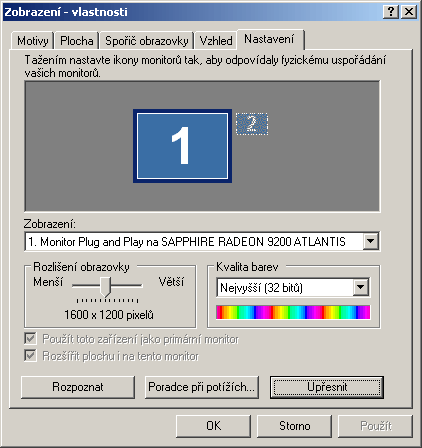 Zobrazení - vlastnosti
Motivy Plocha Spořič obrazovky Vzhled Nastavení
Tažením nastavte ikony monitorů tak, aby odpovídaly fyzickému uspořádání
vašich monitorů.
1 2
Zobrazení:
1. Monitor Plug and Play na SAPPHIRE RADEON 9200 ATLANTIS
Rozlišení obrazovky
Menší Větší
1600 x 1200 pixelů
Kvalita barev
Nejvyšší (32 bitů)
Použít toto zařízení jako primární monitor
Rozšířit plochu i na tento monitor
Rozpoznat Poradce při potížích... Upřesnit
OK Storno Použít